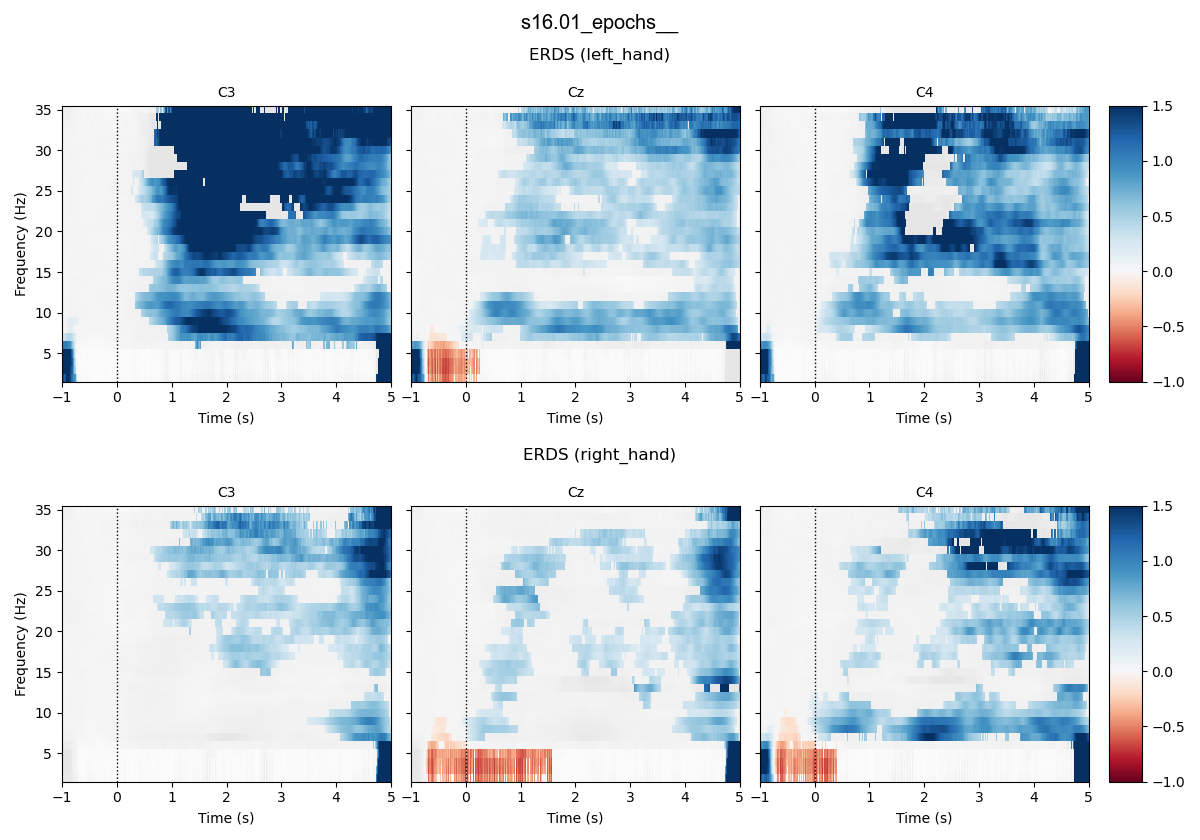 s16.01_epochs__
ERDS (left_hand)
C3 Cz C4
35
30
25
20
15
10
5
Frequency (Hz)
−1 0 1 2 3 4 5 −1 0 1 2 3 4 5 −1 0 1 2 3 4 5
Time (s) Time (s) Time (s)
1.5
1.0
0.5
0.0
−0.5
−1.0
ERDS (right_hand)
C3 Cz C4
35
30
25
20
15
10
5
Frequency (Hz)
−1 0 1 2 3 4 5 −1 0 1 2 3 4 5 −1 0 1 2 3 4 5
Time (s) Time (s) Time (s)
1.5
1.0
0.5
0.0
−0.5
−1.0